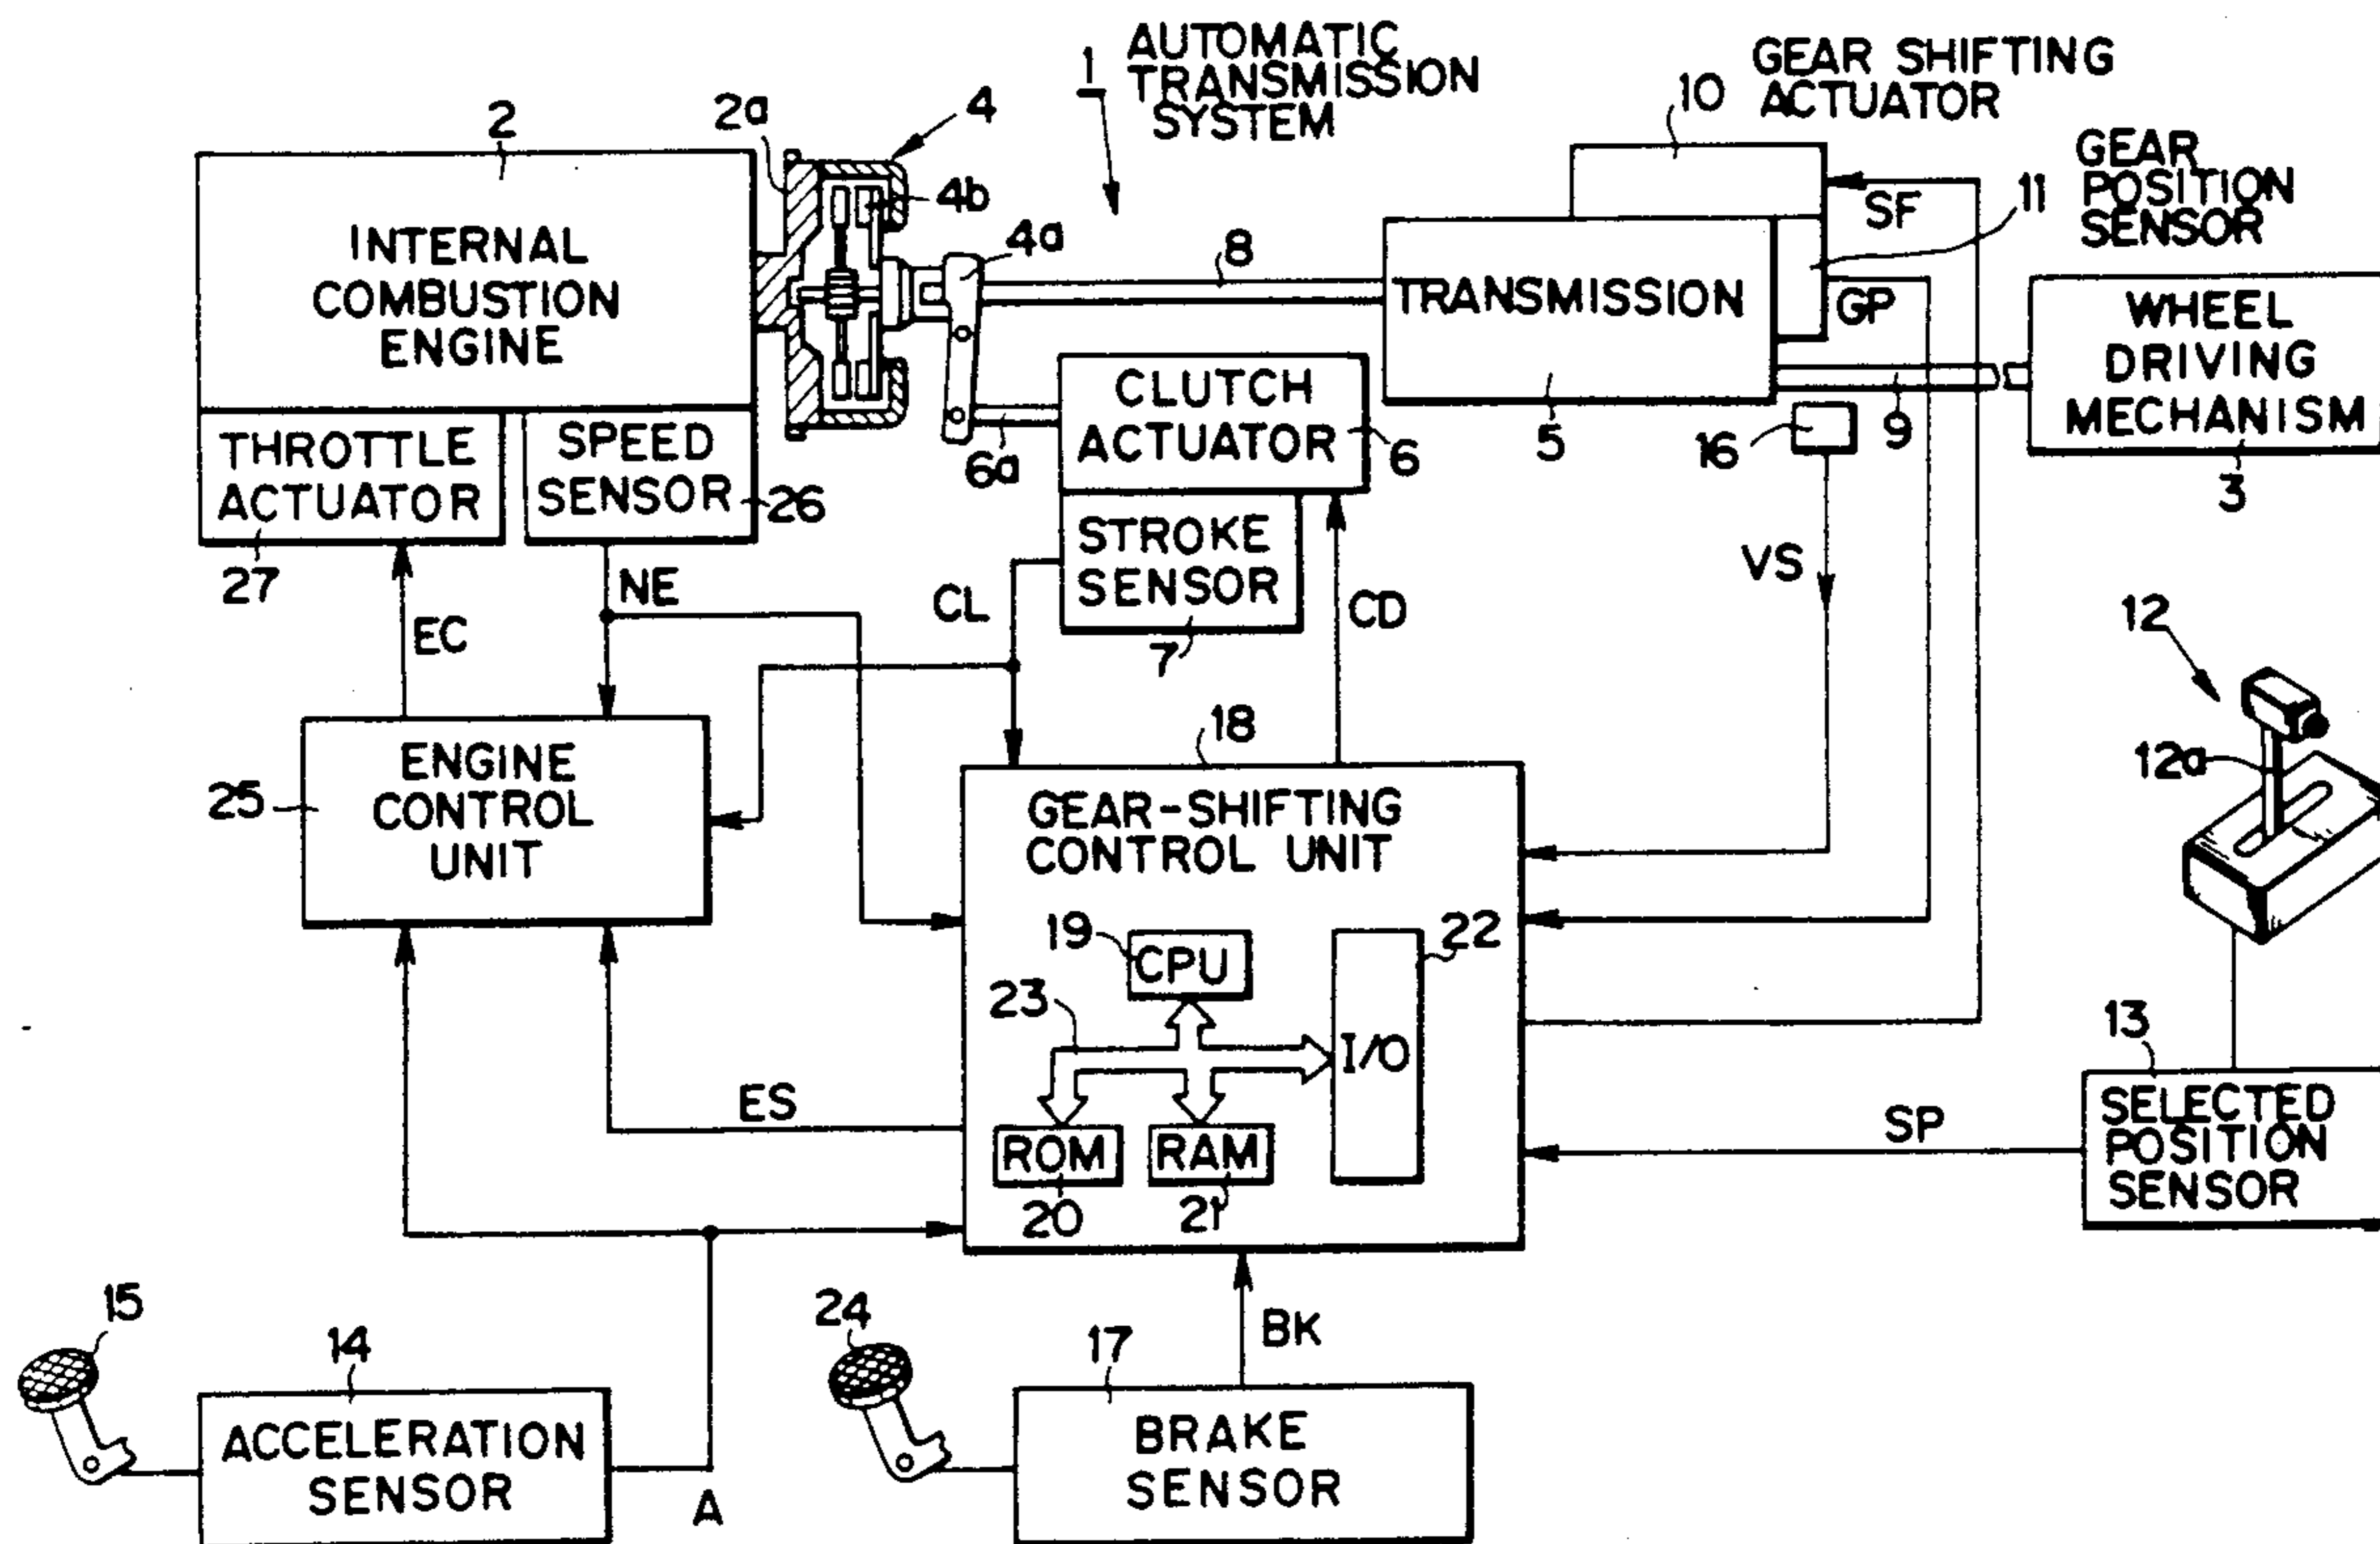 1 AUTOMATIC
TRANSMISSION
SYSTEM
GEAR SHIFTING
10 ACTUATOR
2
2a
4
4b
4a
8
GEAR
POSITION
SENSOR
11
SF
GP
INTERNAL
COMBUSTION
ENGINE
TRANSMISSION
5
WHEEL
DRIVING
MECHANISM
3
9
16
CLUTCH
ACTUATOR
6
6a
THROTTLE
ACTUATOR
27
SPEED
SENSOR
26
STROKE
SENSOR
7
NE
EC
CL
CD
VS
12
12a
18
ENGINE
CONTROL
UNIT
25
GEAR-SHIFTING
CONTROL UNIT
19
CPU
22
23
I/O
ROM
20
RAM
21
ES
SP
13
SELECTED
POSITION
SENSOR
15
14
ACCELERATION
SENSOR
A
24
17
BRAKE
SENSOR
BK